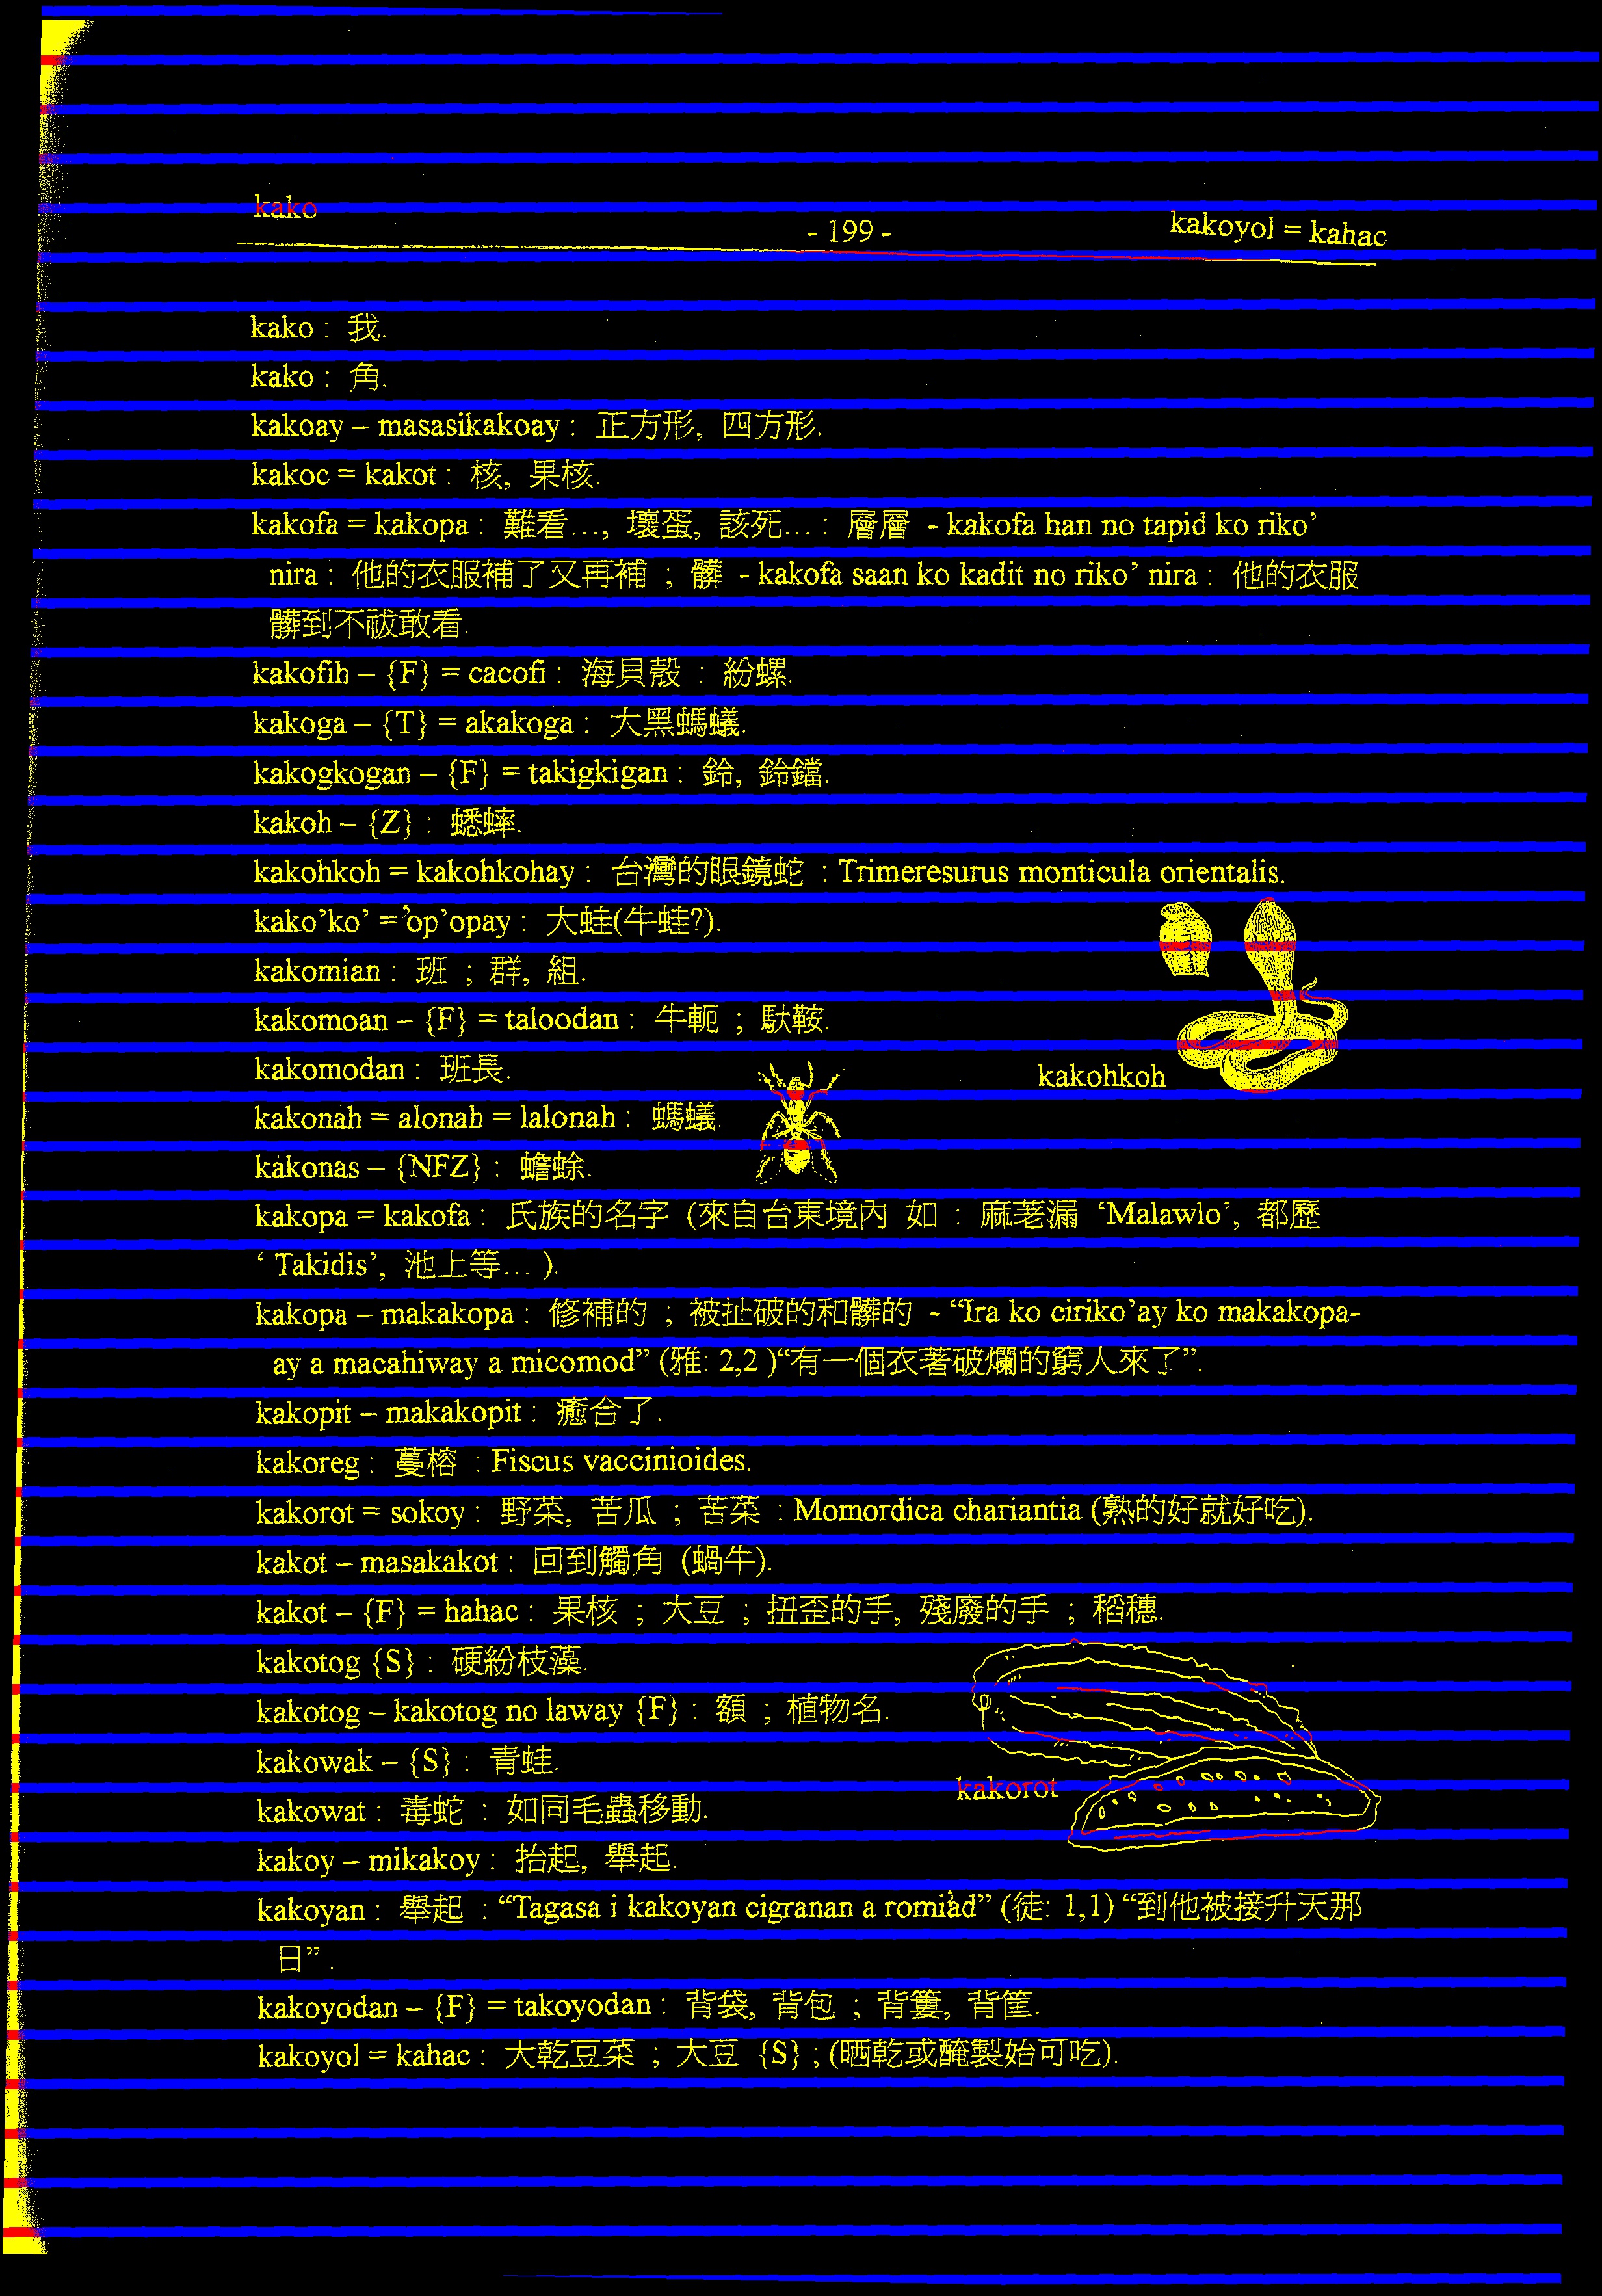 kako
- 199 -
kakoyol = kahac
kako : 我.
kako : 角.
kakoay – masasikakoay : 正方形, 四方形.
kakoc = kakot : 核, 果核.
kakofa = kakopa : 難看..., 壞蛋, 該死... : 層層 - kakofa han no tapid ko riko’
nira : 他的衣服補了又再補 ; 髒 - kakofa saan ko kadit no riko’ nira : 他的衣服
髒到不祓敢看.
kakofih – {F} = cacofi : 海貝殼 : 紛螺.
kakoga – {T} = akakoga : 大黑螞蟻.
kakogkogan – {F} = takigkigan : 鈴, 鈴鐺.
kakoh – {Z} : 蟋蟀.
kakohkoh = kakohkohay : 台灣的眼鏡蛇 : Trimeresurus monticula orientalis.
kako’ko’ = ’op’opay : 大蛙(牛蛙?).
kakomian : 班 ; 群, 組.
kakomoan – {F} = taloodan : 牛軛 ; 馱鞍.
kakomodan : 班長.
kakohkoh
kakonah = alonah = lalonah : 螞蟻.
kakonas – {NFZ} : 蟾蜍.
kakopa = kakofa : 氏族的名字 (來自台東境內 如 : 麻荖漏 ‘Malawlo’, 都歷
‘ Takidis’, 池上等... ).
kakopa – makakopa : 修補的 ; 被扯破的和髒的 - “Ira ko ciriko’ay ko makakopa-
ay a macahiway a micomod” (雅: 2,2 )“有一個衣著破爛的窮人來了”.
kakopit – makakopit : 癒合了.
kakoreg : 蔓榕 : Fiscus vaccinioides.
kakorot = sokoy : 野菜, 苦瓜 ; 苦菜 : Momordica chariantia (熟的好就好吃).
kakot – masakakot : 回到觸角 (蝸牛).
kakot – {F} = hahac : 果核 ; 大豆 ; 扭歪的手, 殘廢的手 ; 稻穗.
kakotog {S} : 硬紛枝藻.
kakotog – kakotog no laway {F} : 額 ; 植物名.
kakowak – {S} : 青蛙.
kakorot
kakowat : 毒蛇 : 如同毛蟲移動.
kakoy – mikakoy : 抬起, 舉起.
kakoyan : 舉起 : “Tagasa i kakoyan cigranan a romi’ad” (徒: 1,1) “到他被接升天那
日” .
kakoyodan – {F} = takoyodan : 背袋, 背包 ; 背簍, 背筐.
kakoyol = kahac : 大乾豆菜 ; 大豆 {S} ; (晒乾或醃製始可吃).